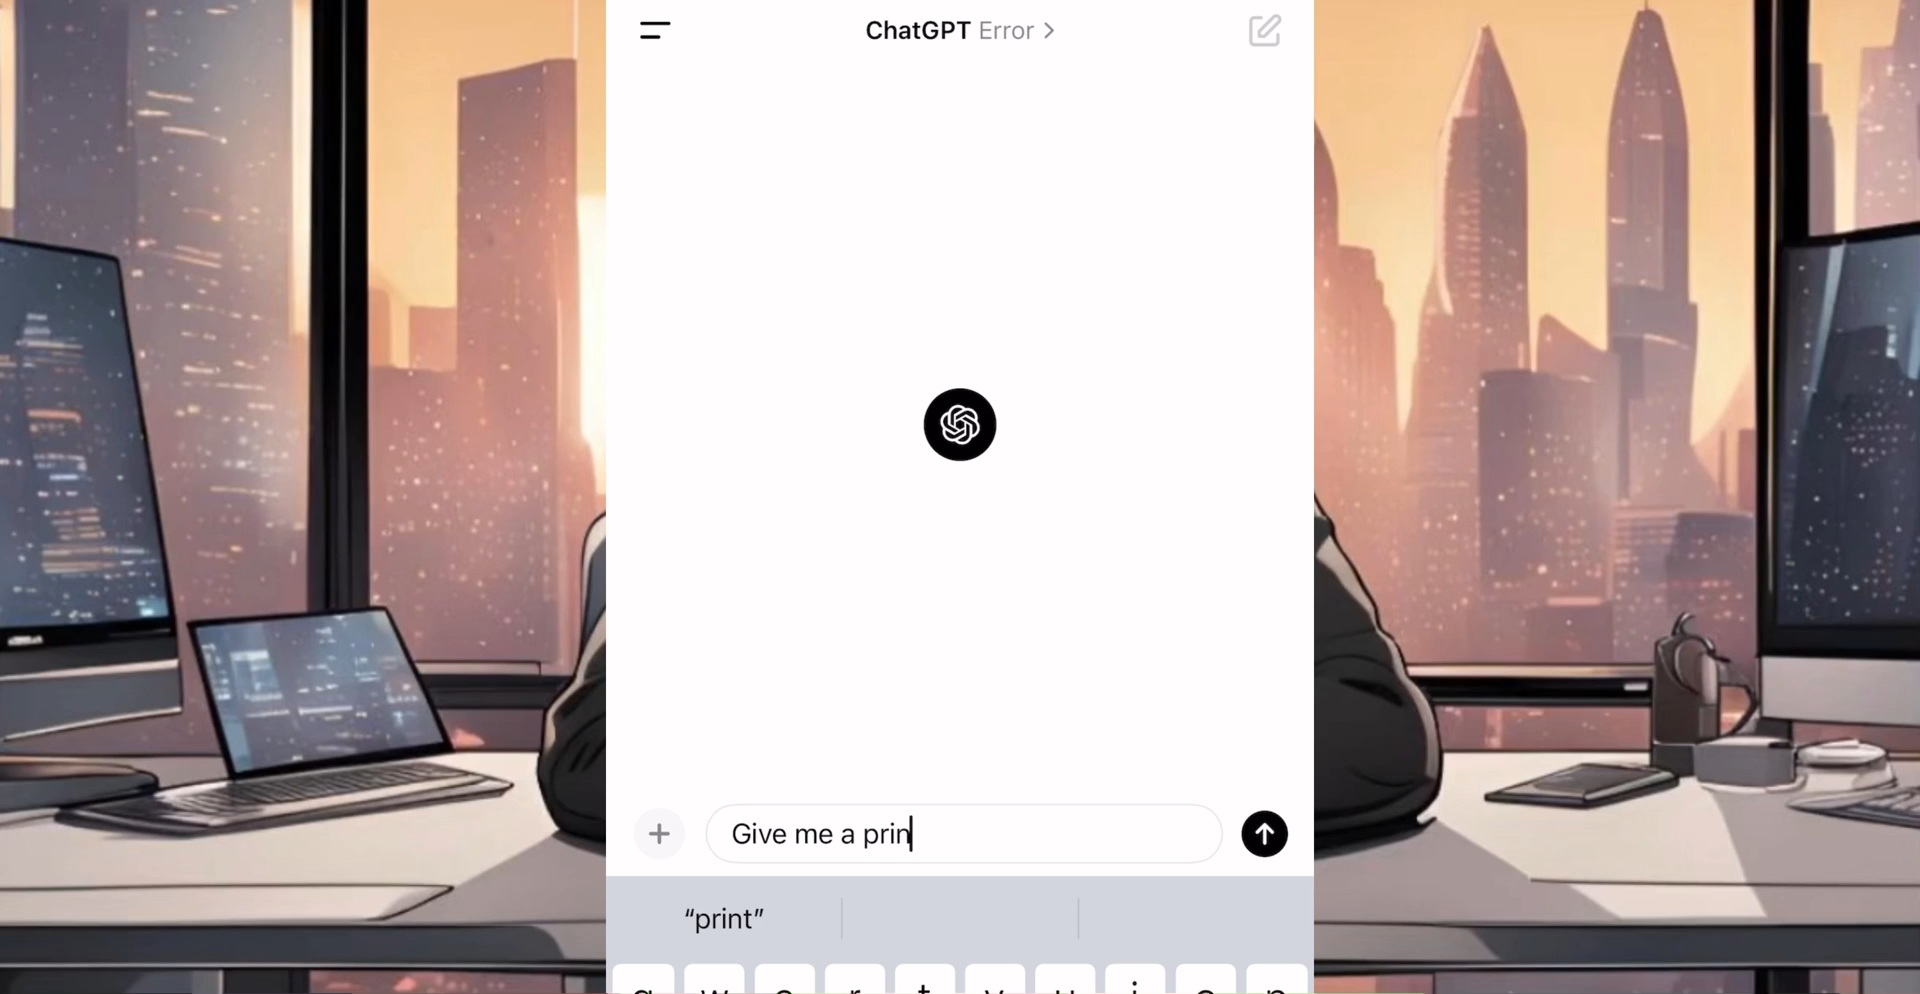 ChatGPT Error >
Give me a prin
“print”